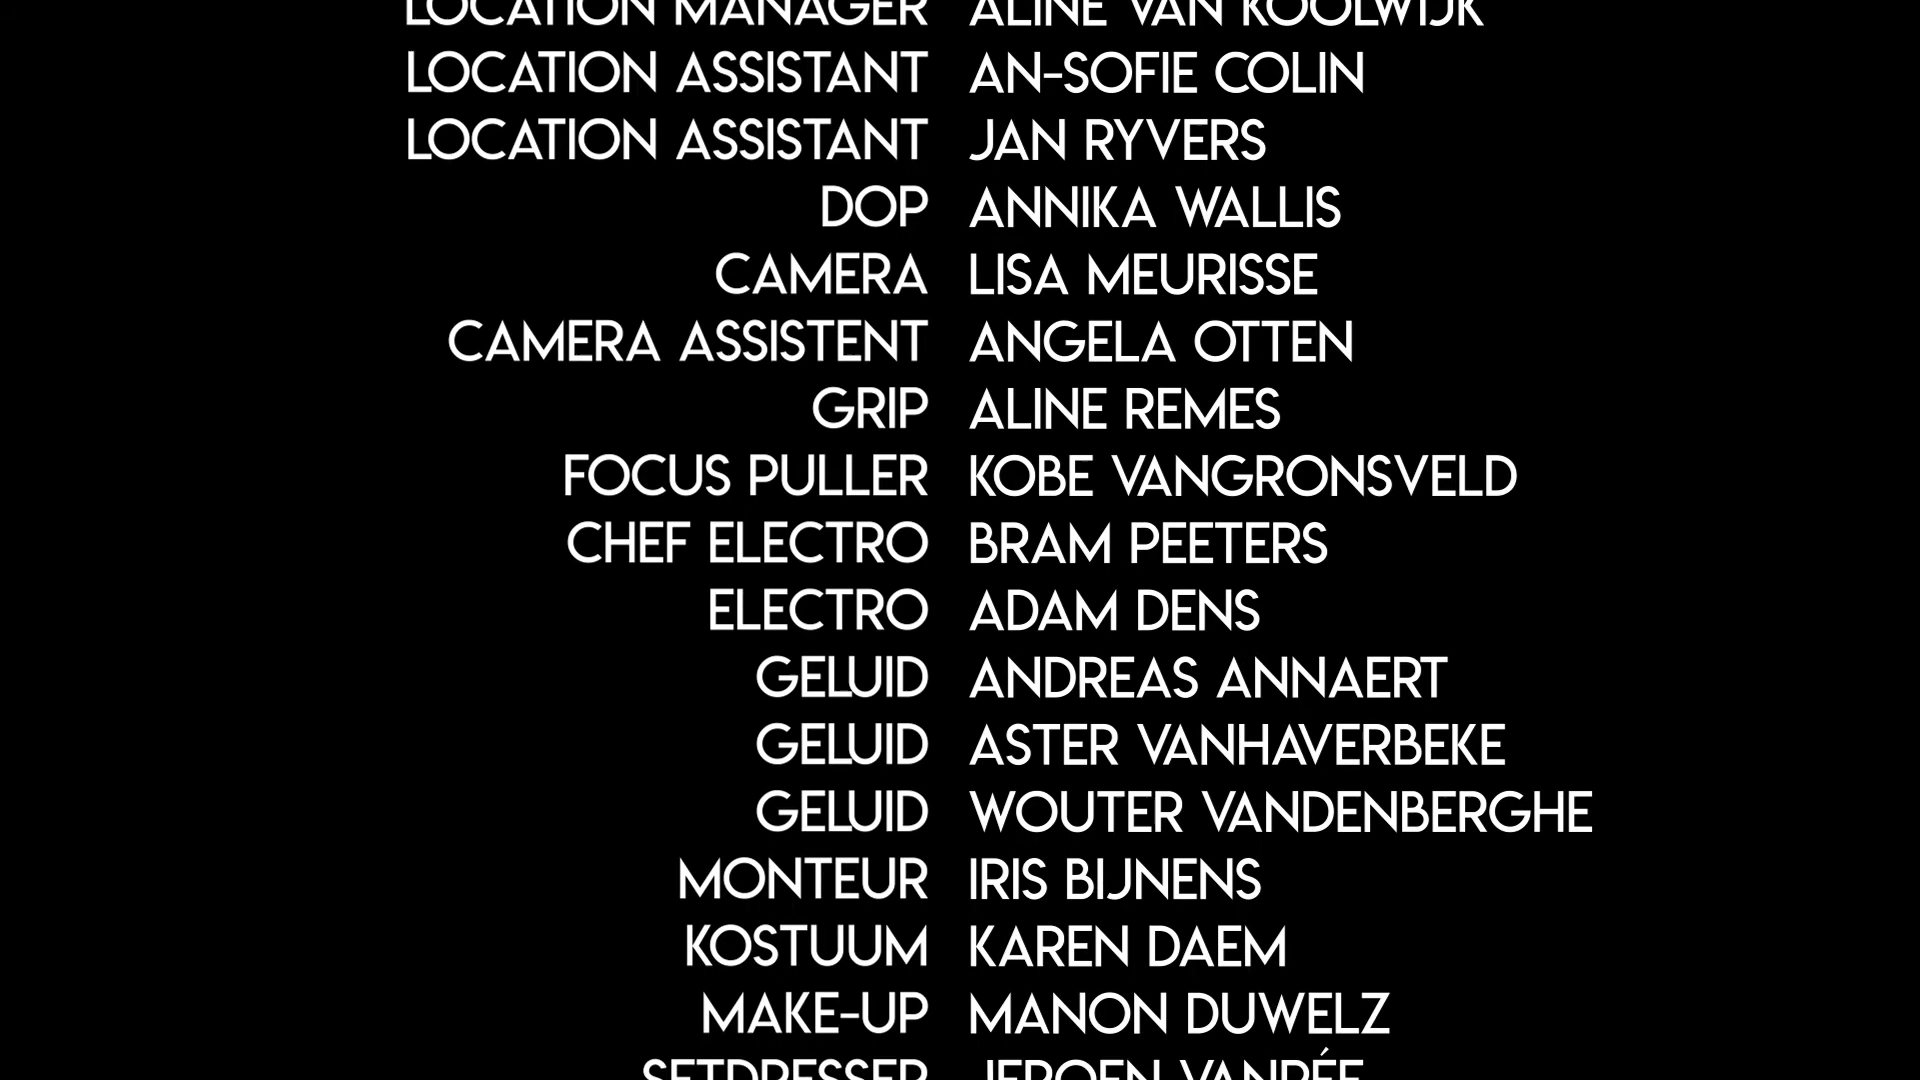 LOCATION MANAGER ALINE VAN KOOLWIJK
LOCATION ASSISTANT AN-SOFIE COLIN
LOCATION ASSISTANT JAN RYVERS
DOP ANNIKA WALLIS
CAMERA LISA MEURISSE
CAMERA ASSISTENT ANGELA OTTEN
GRIP ALINE REMES
FOCUS PULLER KOBE VANGRONSVELD
CHEF ELECTRO BRAM PEETERS
ELECTRO ADAM DENS
GELUID ANDREAS ANNAERT
GELUID ASTER VANHAVERBEKE
GELUID WOUTER VANDENBERGHE
MONTEUR IRIS BIJNENS
KOSTUUM KAREN DAEM
MAKE-UP MANON DUWELZ
SETDRESSER JEROEN VANRÉE